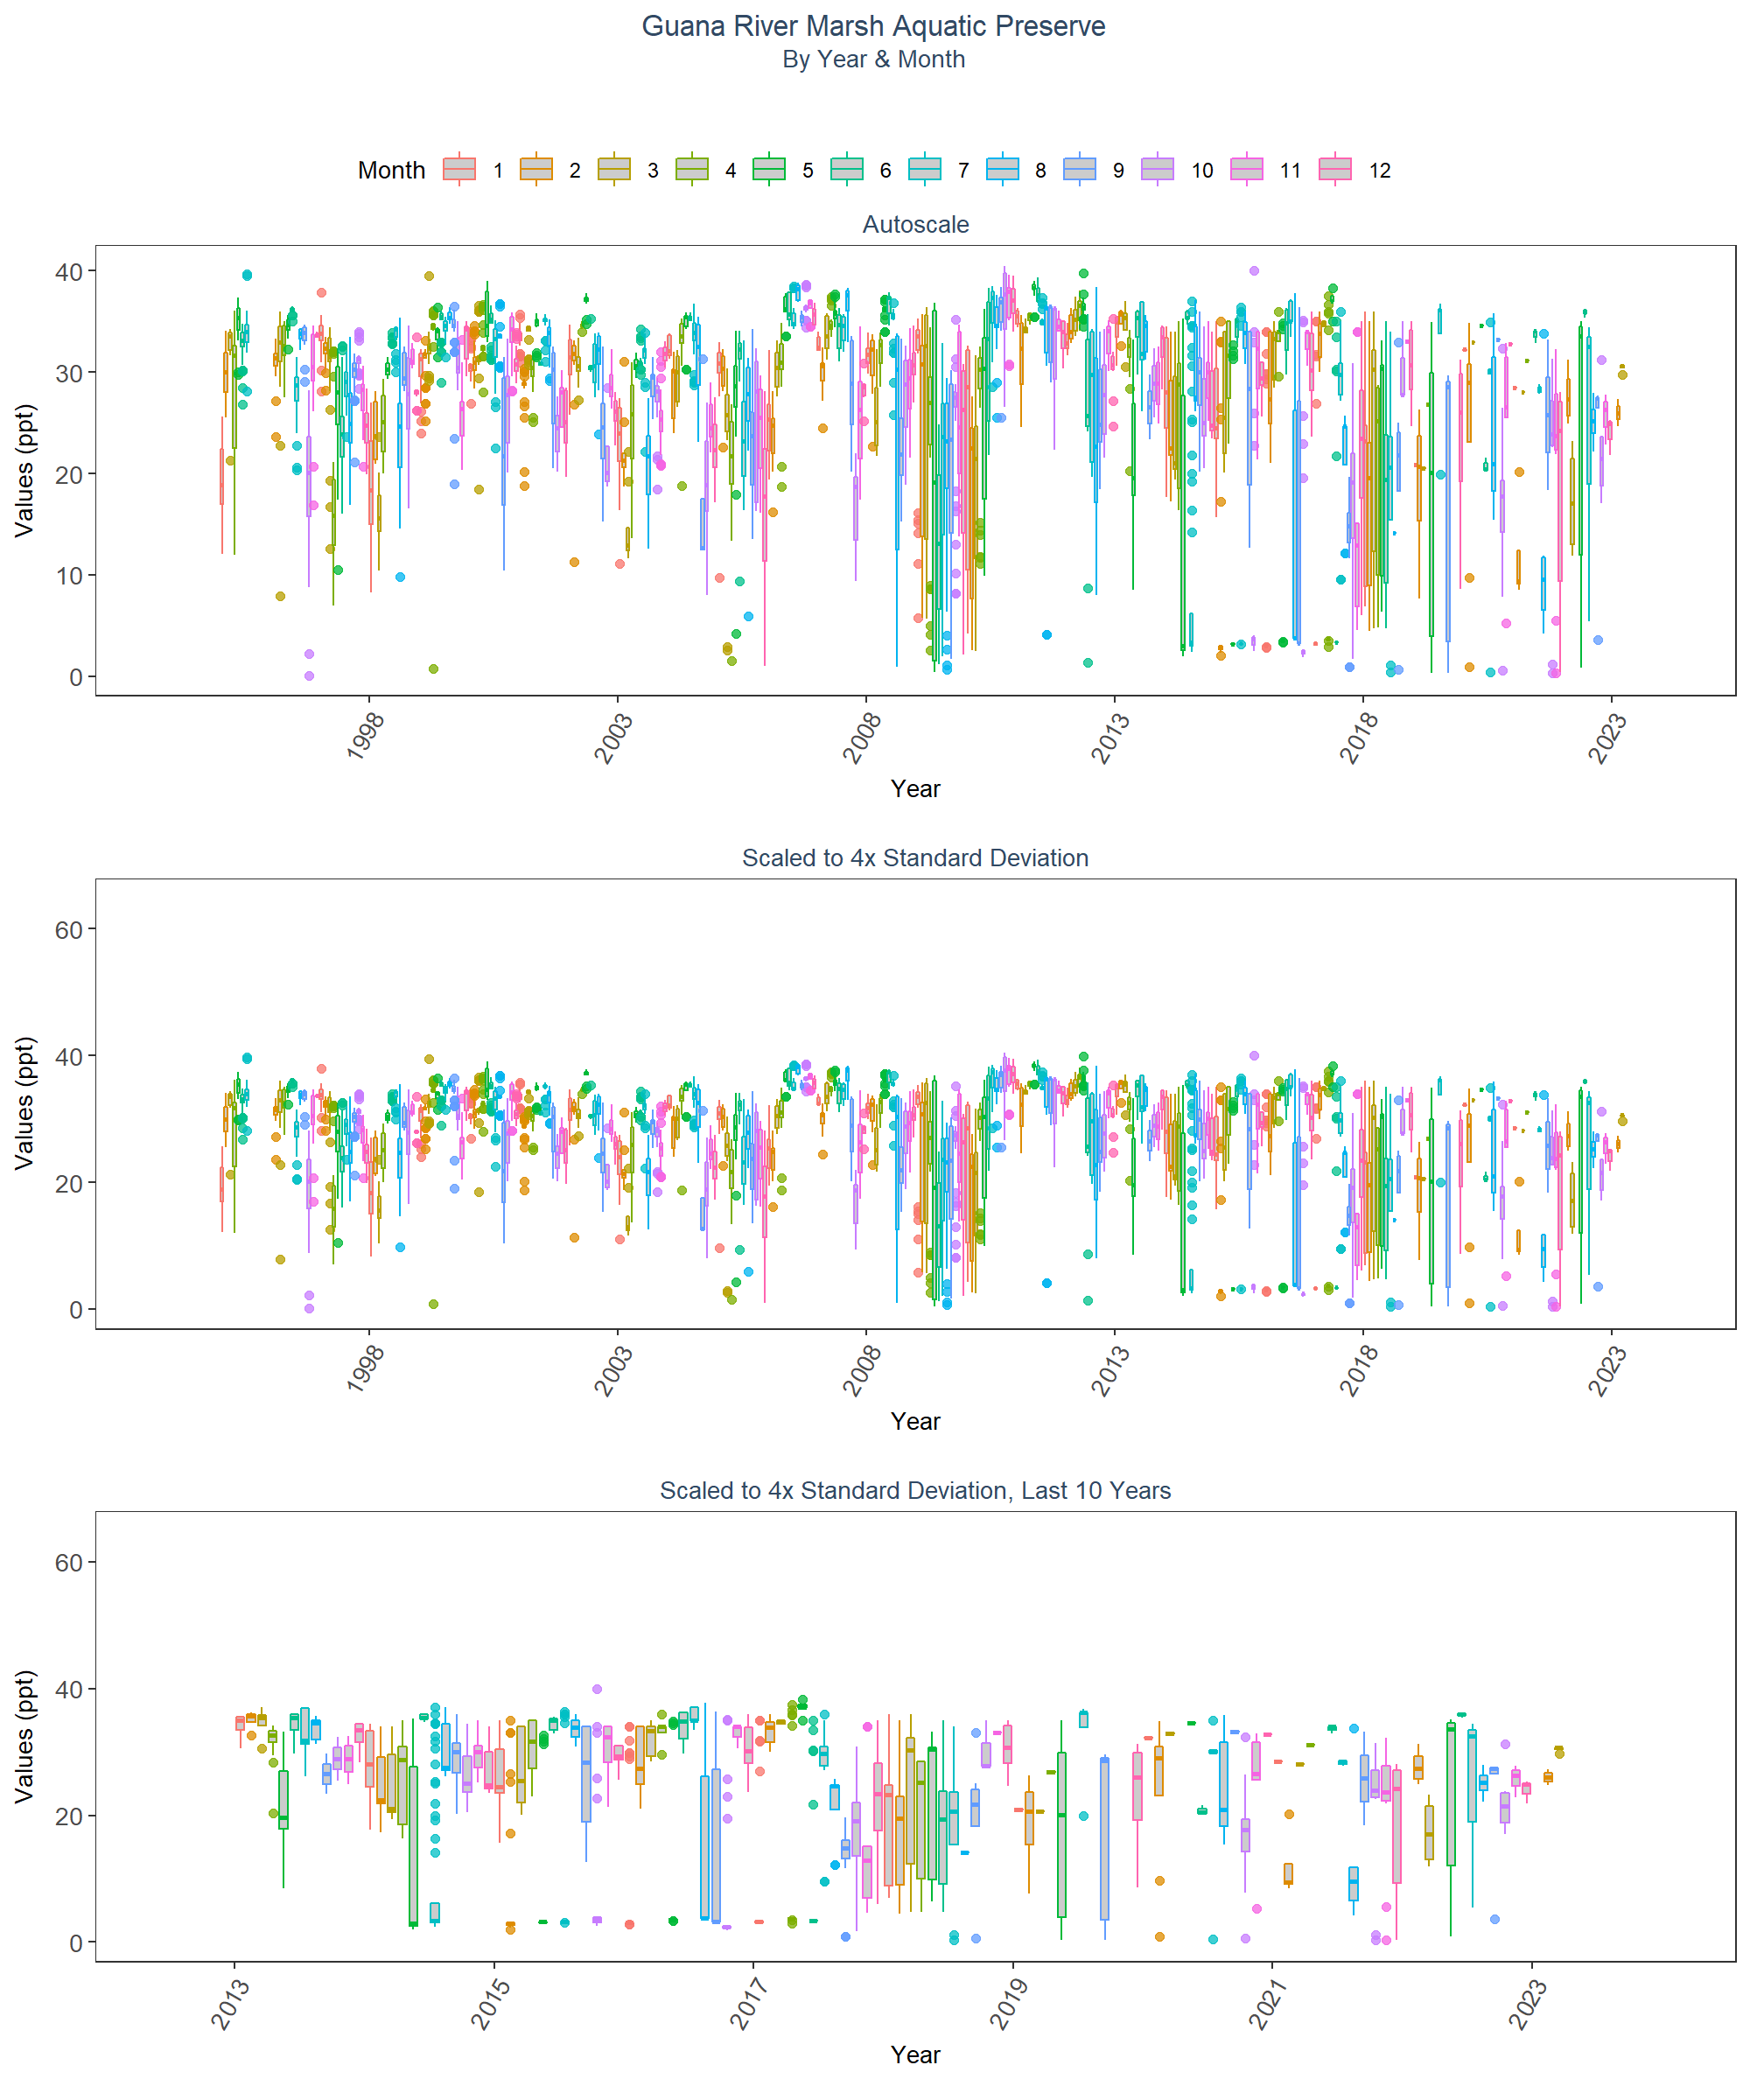 Guana River Marsh Aquatic Preserve
By Year & Month
Month 1 2 3 4 5 6 7 8 9 10 11 12
Autoscale
Values (ppt)
40
30
20
10
0
1998 2003 2008 2013 2018 2023
Year
Scaled to 4x Standard Deviation
Values (ppt)
60
40
20
0
1998 2003 2008 2013 2018 2023
Year
Scaled to 4x Standard Deviation, Last 10 Years
Values (ppt)
60
40
20
0
2013 2015 2017 2019 2021 2023
Year